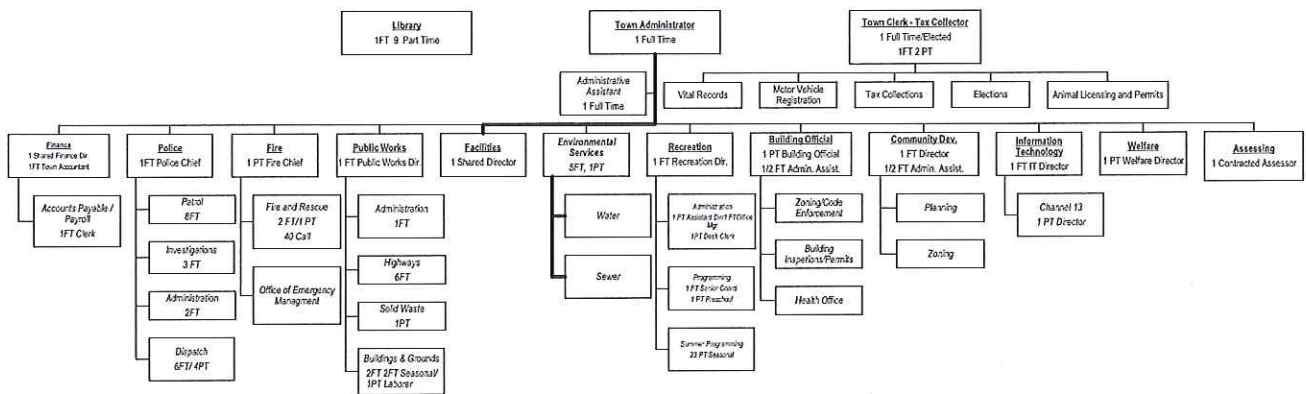 Library
1FT 9 Part Time
Town Administrator
1 Full Time
Town Clerk - Tax Collector
1 Full Time/Elected
1FT 2 PT
Administrative
Assistant
1 Full Time
Vital Records
Motor Vehicle
Registration
Tax Collections
Elections
Animal Licensing and Permits
Finance
1 Shared Finance Dir.
1FT Town Accountant
Police
1FT Police Chief
Fire
1 PT Fire Chief
Public Works
1 FT Public Works Dir.
Facilities
1 Shared Director
Environmental
Services
5FT, 1PT
Recreation
1 FT Recreation Dir.
Building Official
1 PT Building Official
1/2 FT Admin. Assist.
Community Dev.
1 FT Director
1/2 FT Admin. Assist.
Information
Technology
1 FT IT Director
Welfare
1 PT Welfare Director
Assessing
1 Contracted Assessor
Accounts Payable /
Payroll
1FT Clerk
Patrol
8FT
Investigations
3 FT
Administration
2FT
Dispatch
6FT/ 4PT
Fire and Rescue
2 FT/1 PT
40 Call
Office of Emergency
Managment
Administration
1FT
Highways
6FT
Solid Waste
1PT
Buildings & Grounds
2FT 2FT Seasonal/
1PT Laborer
Water
Sewer
Administration
1 PT Assistant Dir/1 FT Office
Mgr
1PT Desk Clerk
Programming
1 FT Senior Coord
1 PT Preschool
Summer Programming
23 PT Seasonal
Zoning/Code
Enforcement
Building
Inspections/Permits
Health Office
Planning
Zoning
Channel 13
1 PT Director